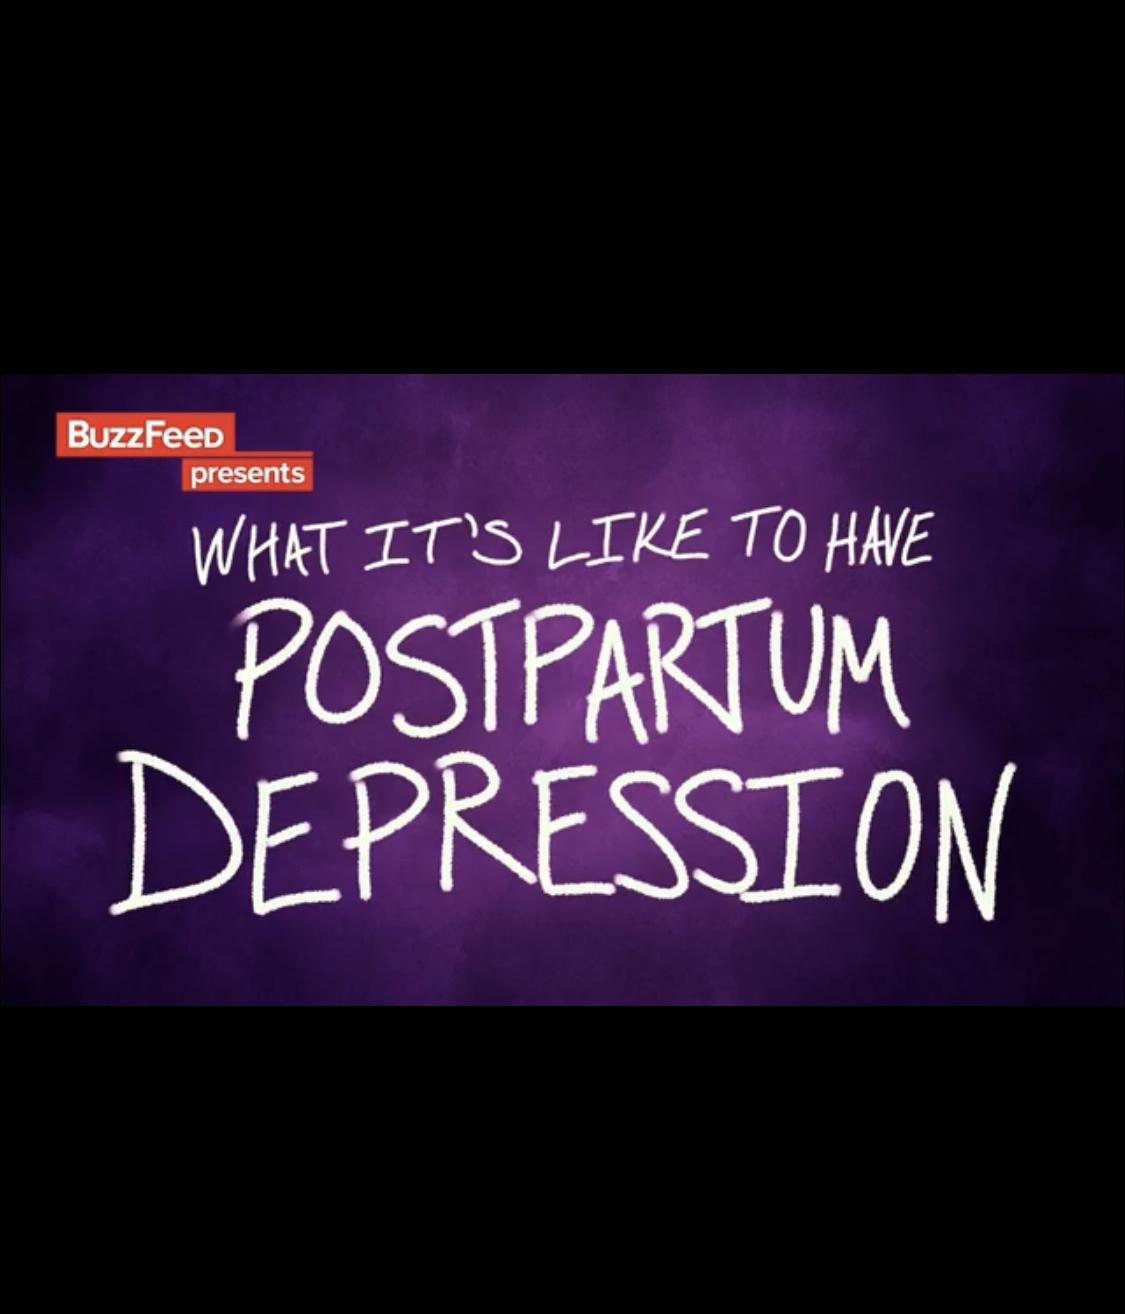 BuzzFeed
presents
WHAT IT'S LIKE TO HAVE
POSTPARTUM
DEPRESSION